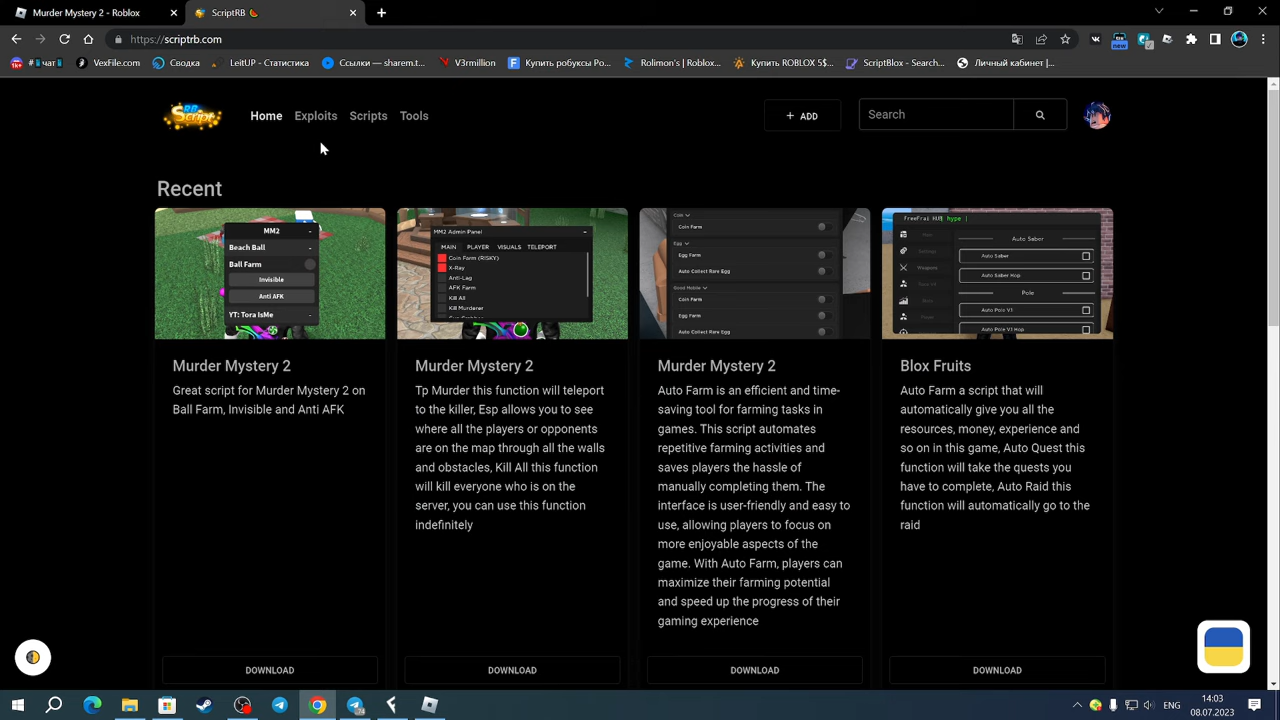 Murder Mystery 2 - Roblox
ScriptRB
https://scriptrb.com
new
#1чат
VexFile.com
Сводка
LeitUP - Статистика
Ссылки — sharem.t...
V3rmillion
Купить робуксы Ро...
Rolimon's | Roblox...
Купить ROBLOX 5$...
ScriptBlox - Search...
Личный кабинет |...
Script
Home
Exploits
Scripts
Tools
+ ADD
Search
Recent
MM2
Beach Ball
Ball Farm
Invisible
Anti AFK
YT: Tora IsMe
MM2 Admin Panel
MAIN PLAYER VISUALS TELEPORT
Coin Farm (RISKY)
X-Ray
Anti-Lag
AFK Farm
Kill All
Kill Murderer
Coin
Coin Farm
Egg
Egg Farm
Auto Collect Rare Egg
Good Mobile
Coin Farm
Egg Farm
Auto Collect Rare Egg
FreeFrai HUB hype |
Weapons
Auto Saber
Auto Saber
Auto Saber Hop
Pole
Auto Pole V1
Auto Pole V1 Hop
Murder Mystery 2
Great script for Murder Mystery 2 on
Ball Farm, Invisible and Anti AFK
DOWNLOAD
Murder Mystery 2
Tp Murder this function will teleport
to the killer, Esp allows you to see
where all the players or opponents
are on the map through all the walls
and obstacles, Kill All this function
will kill everyone who is on the
server, you can use this function
indefinitely
DOWNLOAD
Murder Mystery 2
Auto Farm is an efficient and time-
saving tool for farming tasks in
games. This script automates
repetitive farming activities and
saves players the hassle of
manually completing them. The
interface is user-friendly and easy to
use, allowing players to focus on
more enjoyable aspects of the
game. With Auto Farm, players can
maximize their farming potential
and speed up the progress of their
gaming experience
DOWNLOAD
Blox Fruits
Auto Farm a script that will
automatically give you all the
resources, money, experience and
so on in this game, Auto Quest this
function will take the quests you
have to complete, Auto Raid this
function will automatically go to the
raid
DOWNLOAD
ENG
14:03
08.07.2023